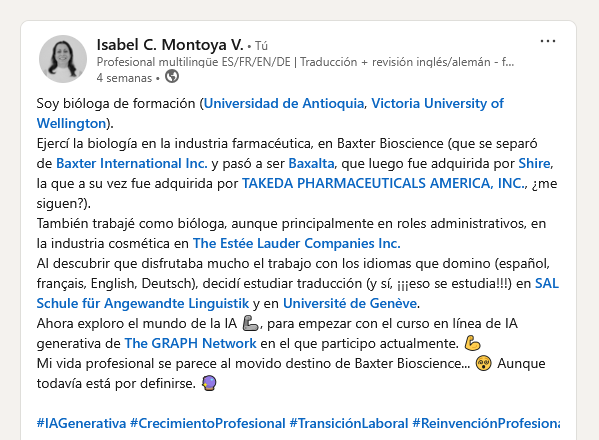 Isabel C. Montoya V. • Tú
Profesional multilingüe ES/FR/EN/DE | Traducción + revisión inglés/alemán - f...
4 semanas •
Soy bióloga de formación (Universidad de Antioquia, Victoria University of
Wellington).
Ejercí la biología en la industria farmacéutica, en Baxter Bioscience (que se separó
de Baxter International Inc. y pasó a ser Baxalta, que luego fue adquirida por Shire,
la que a su vez fue adquirida por TAKEDA PHARMACEUTICALS AMERICA, INC., ¿me
siguen?).
También trabajé como bióloga, aunque principalmente en roles administrativos, en
la industria cosmética en The Estée Lauder Companies Inc.
Al descubrir que disfrutaba mucho el trabajo con los idiomas que domino (español,
français, English, Deutsch), decidí estudiar traducción (y sí, ¡¡¡eso se estudia!!!) en SAL
Schule für Angewandte Linguistik y en Université de Genève.
Ahora exploro el mundo de la IA 🦾, para empezar con el curso en línea de IA
generativa de The GRAPH Network en el que participo actualmente. 💪
Mi vida profesional se parece al movido destino de Baxter Bioscience... 😵‍💫 Aunque
todavía está por definirse. 🔮
#IAGenerativa #CrecimientoProfesional #TransiciónLaboral #ReinvenciónProfesiona